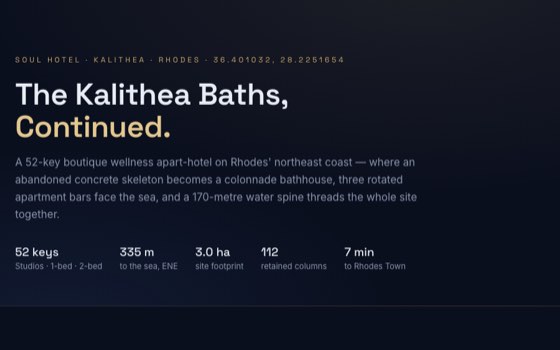 SOUL HOTEL · KALITHEA · RHODES · 36.401032, 28.2251654
The Kalithea Baths,
Continued.
A 52-key boutique wellness apart-hotel on Rhodes' northeast coast — where an
abandoned concrete skeleton becomes a colonnade bathhouse, three rotated
apartment bars face the sea, and a 170-metre water spine threads the whole site
together.
52 keys
335 m
3.0 ha
112
7 min
Studios · 1-bed · 2-bed
to the sea, ENE
site footprint
retained columns
to Rhodes Town